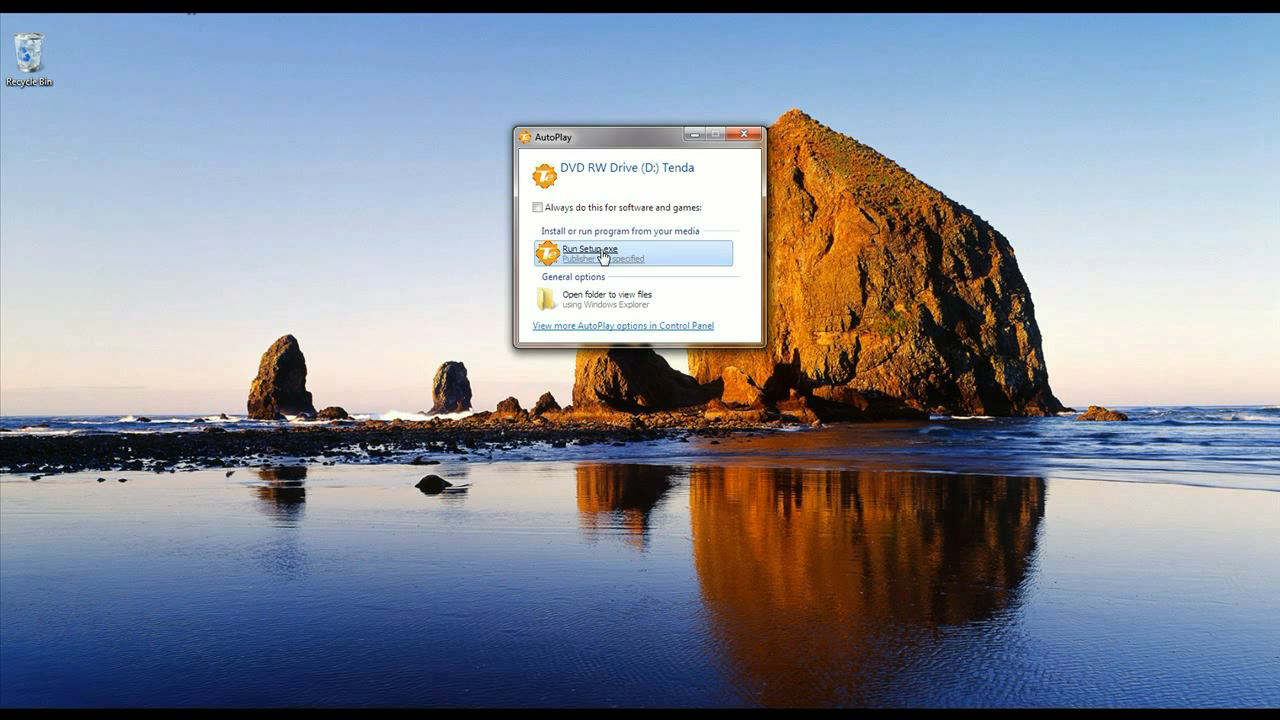 Recycle Bin
AutoPlay
DVD RW Drive (D:) Tenda
Always do this for software and games:
Install or run program from your media
Run Setup.exe
Publisher specified
General options
Open folder to view files
using Windows Explorer
View more AutoPlay options in Control Panel